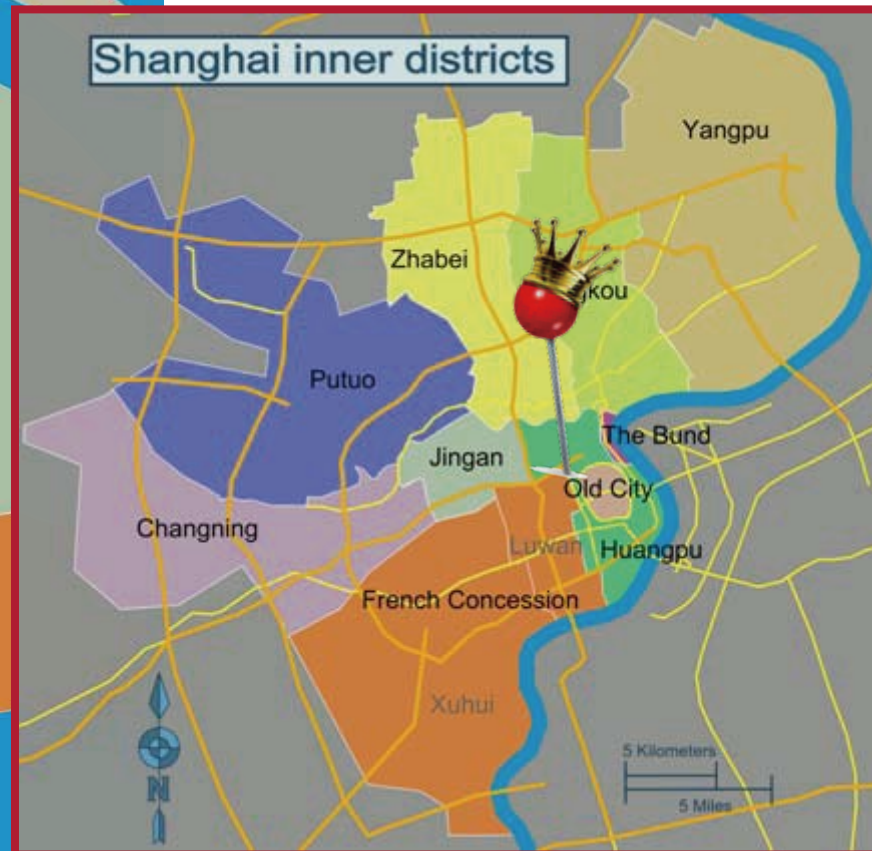 Shanghai inner districts
Yangpu
Zhabei
kou
Putuo
The Bund
Jingan
Old City
Changning
Luwan
Huangpu
French Concession
Xuhui
5 Kilometers
N
5 Miles